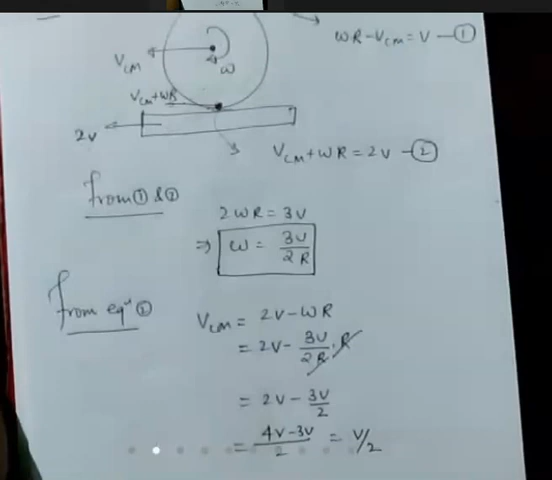 ωR-V_CM = V — ①
V_CM
ω
V_CM+ωR
2V
V_CM+ωR = 2V —②
from ① & ②
2ωR = 3V
⇒ ω = 3V/2R
from eqⁿ ②
V_CM = 2V-ωR
= 2V- 3V/2R · R
= 2V- 3V/2
= 4V-3V/2 = V/2